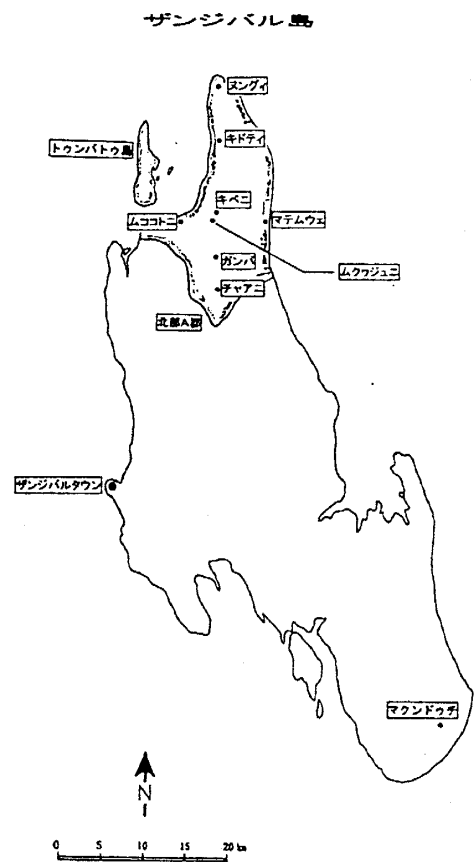 ザンジバル島
ヌングィ
トゥンバトゥ島
キドティ
キベニ
ムココトニ
マテムウェ
ガンバ
ムクワジュニ
チャアニ
北部A郡
ザンジバルタウン
マクンドゥチ
N
0 5 10 15 20 km